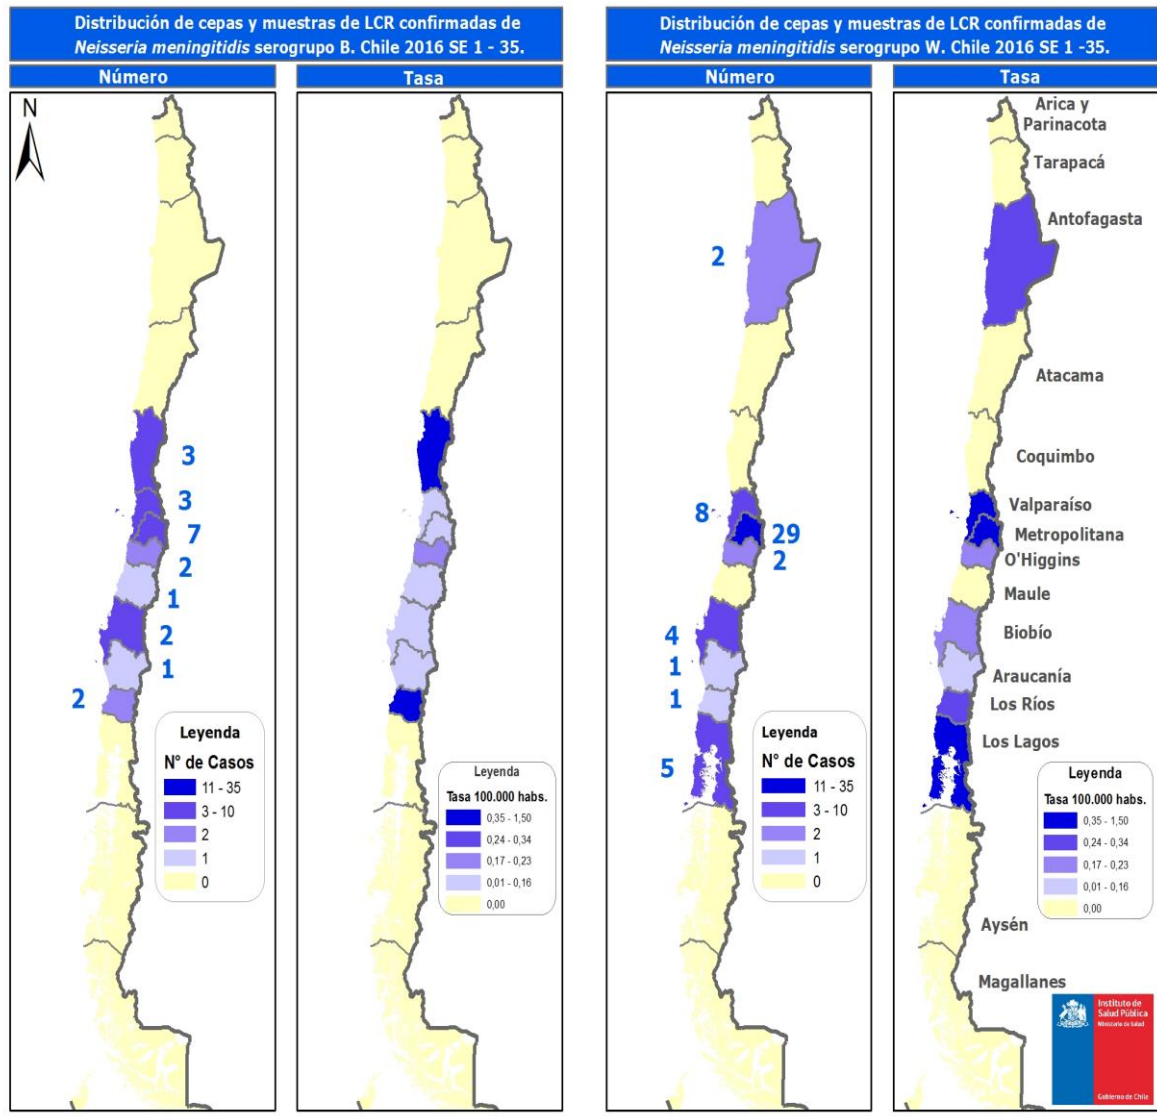 Distribución de cepas y muestras de LCR confirmadas de
Neisseria meningitidis serogrupo B. Chile 2016 SE 1 - 35.
Número
Tasa
N
3
3
7
2
1
2
1
2
Leyenda
N° de Casos
11 - 35
3 - 10
2
1
0
Leyenda
Tasa 100.000 habs.
0,35 - 1,50
0,24 - 0,34
0,17 - 0,23
0,01 - 0,16
0,00
Distribución de cepas y muestras de LCR confirmadas de
Neisseria meningitidis serogrupo W. Chile 2016 SE 1 -35.
Número
Tasa
2
8
29
2
4
1
1
5
Leyenda
N° de Casos
11 - 35
3 - 10
2
1
0
Arica y
Parinacota
Tarapacá
Antofagasta
Atacama
Coquimbo
Valparaíso
Metropolitana
O'Higgins
Maule
Biobío
Araucanía
Los Ríos
Los Lagos
Leyenda
Tasa 100.000 habs.
0,35 - 1,50
0,24 - 0,34
0,17 - 0,23
0,01 - 0,16
0,00
Aysén
Magallanes
Instituto de
Salud Pública
Ministerio de Salud
Gobierno de Chile